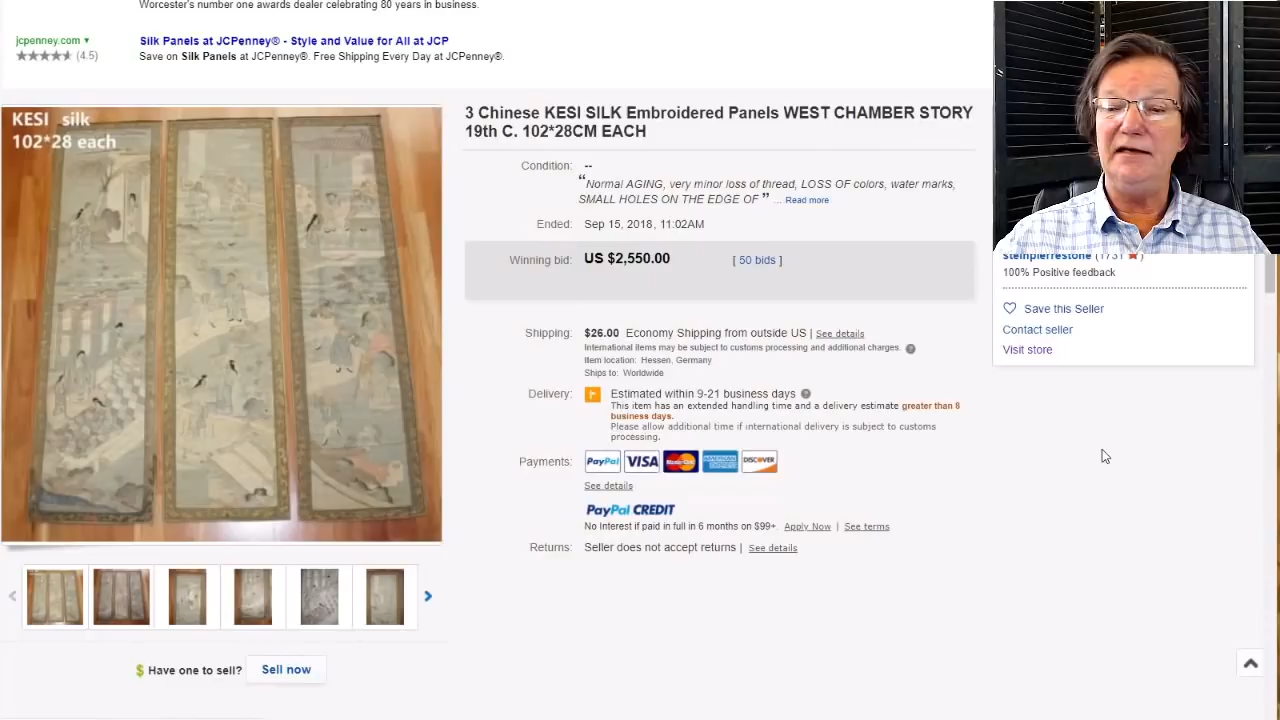 Worcester's number one awards dealer celebrating 80 years in business.
jcpenney.com
Silk Panels at JCPenney® - Style and Value for All at JCP
(4.5)
Save on Silk Panels at JCPenney®. Free Shipping Every Day at JCPenney®.
KESI silk
102*28 each
3 Chinese KESI SILK Embroidered Panels WEST CHAMBER STORY
19th C. 102*28CM EACH
Condition: --
“Normal AGING, very minor loss of thread, LOSS OF colors, water marks,
SMALL HOLES ON THE EDGE OF ” ... Read more
Ended: Sep 15, 2018, 11:02AM
Winning bid: US $2,550.00 [ 50 bids ]
steinpierrestone (1731)
100% Positive feedback
Save this Seller
Contact seller
Visit store
Shipping: $26.00 Economy Shipping from outside US | See details
International items may be subject to customs processing and additional charges. ?
Item location: Hessen, Germany
Ships to: Worldwide
Delivery: Estimated within 9-21 business days ?
This item has an extended handling time and a delivery estimate greater than 8
business days.
Please allow additional time if international delivery is subject to customs
processing.
Payments: PayPal VISA MasterCard AMERICAN EXPRESS DISCOVER
See details
PayPal CREDIT
No Interest if paid in full in 6 months on $99+. Apply Now | See terms
Returns: Seller does not accept returns | See details
Have one to sell? Sell now